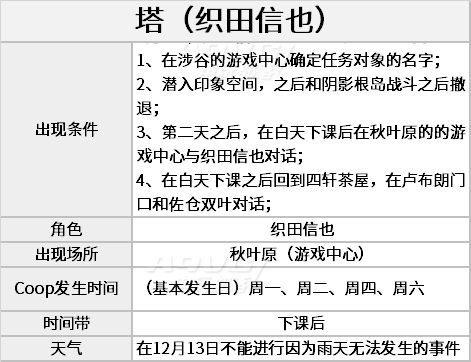 塔（织田信也）
1、在涉谷的游戏中心确定任务对象的名字；
2、潜入印象空间，之后和阴影根岛战斗之后撤
退；
出现条件
3、第二天之后，在白天下课后在秋叶原的的游
戏中心与织田信也对话；
4、在白天下课之后回到四轩茶屋，在卢布朗门
口和佐仓双叶对话；
角色
织田信也
出现场所
秋叶原（游戏中心）
Coop发生时间
（基本发生日）周一、周二、周四、周六
时间带
下课后
天气
在12月13日不能进行因为雨天无法发生的事件